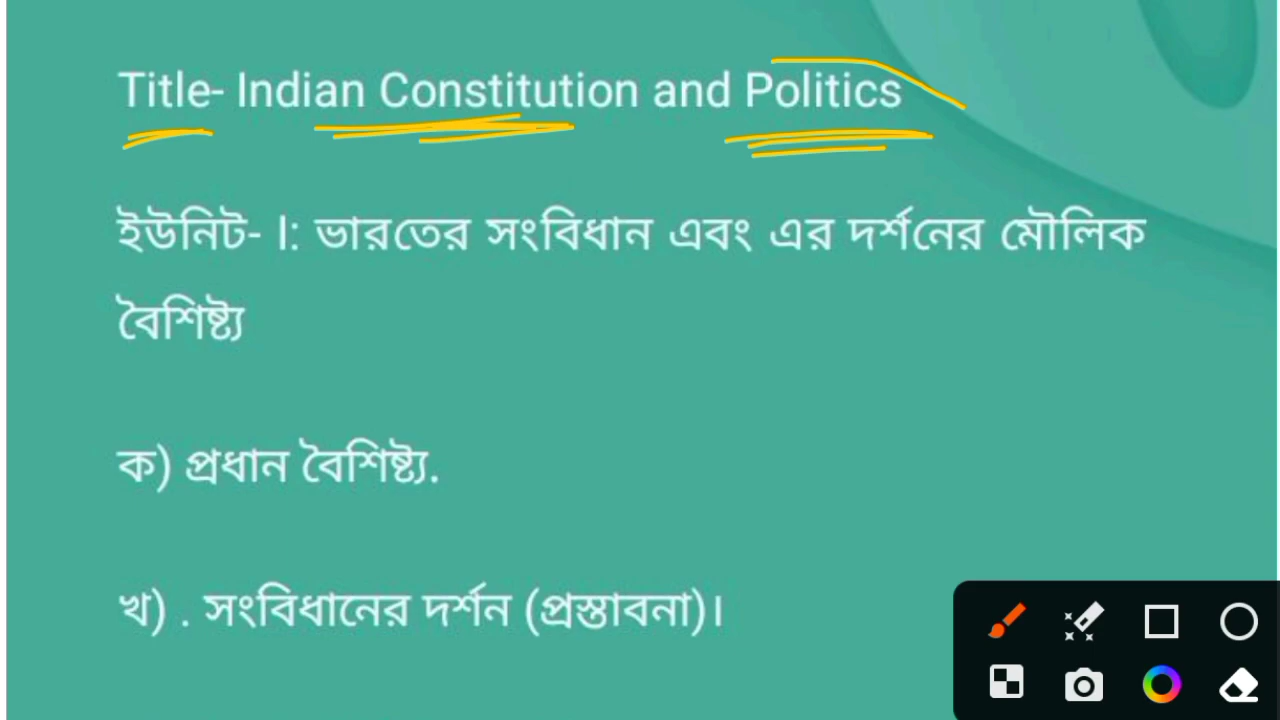 Title- Indian Constitution and Politics
ইউনিট- I: ভারতের সংবিধান এবং এর দর্শনের মৌলিক
বৈশিষ্ট্য
ক) প্রধান বৈশিষ্ট্য.
খ) . সংবিধানের দর্শন (প্রস্তাবনা)।